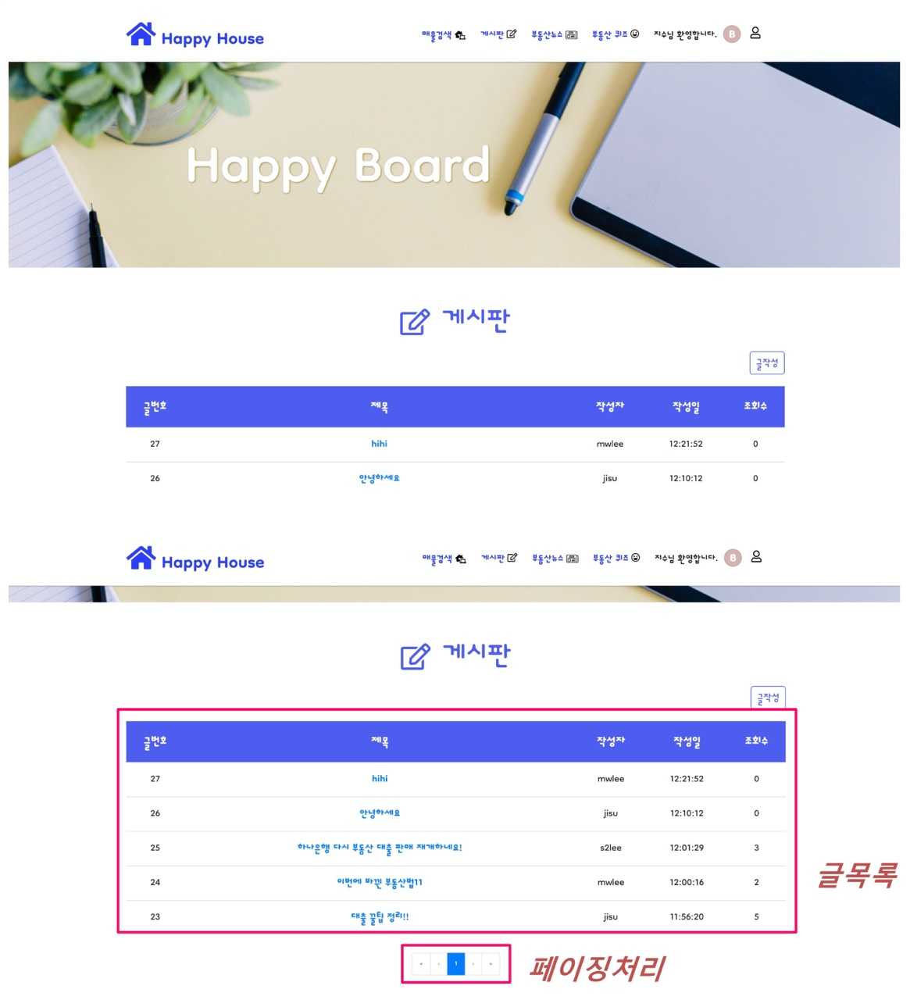 Happy House
매물검색 게시판 부동산뉴스 부동산 퀴즈 지수님 환영합니다. B
Happy Board
게시판
글작성
글번호 제목 작성자 작성일 조회수
27 hihi mwlee 12:21:52 0
26 안녕하세요 jisu 12:10:12 0
Happy House
매물검색 게시판 부동산뉴스 부동산 퀴즈 지수님 환영합니다. B
게시판
글작성
글번호 제목 작성자 작성일 조회수
27 hihi mwlee 12:21:52 0
26 안녕하세요 jisu 12:10:12 0
25 하나은행 다시 부동산 대출 판매 재개하네요! s2lee 12:01:29 3
24 이번에 바뀐 부동산법11 mwlee 12:00:16 2
글목록
23 대출 꿀팁 정리!! jisu 11:56:20 5
« ‹ 1 › »
페이징처리